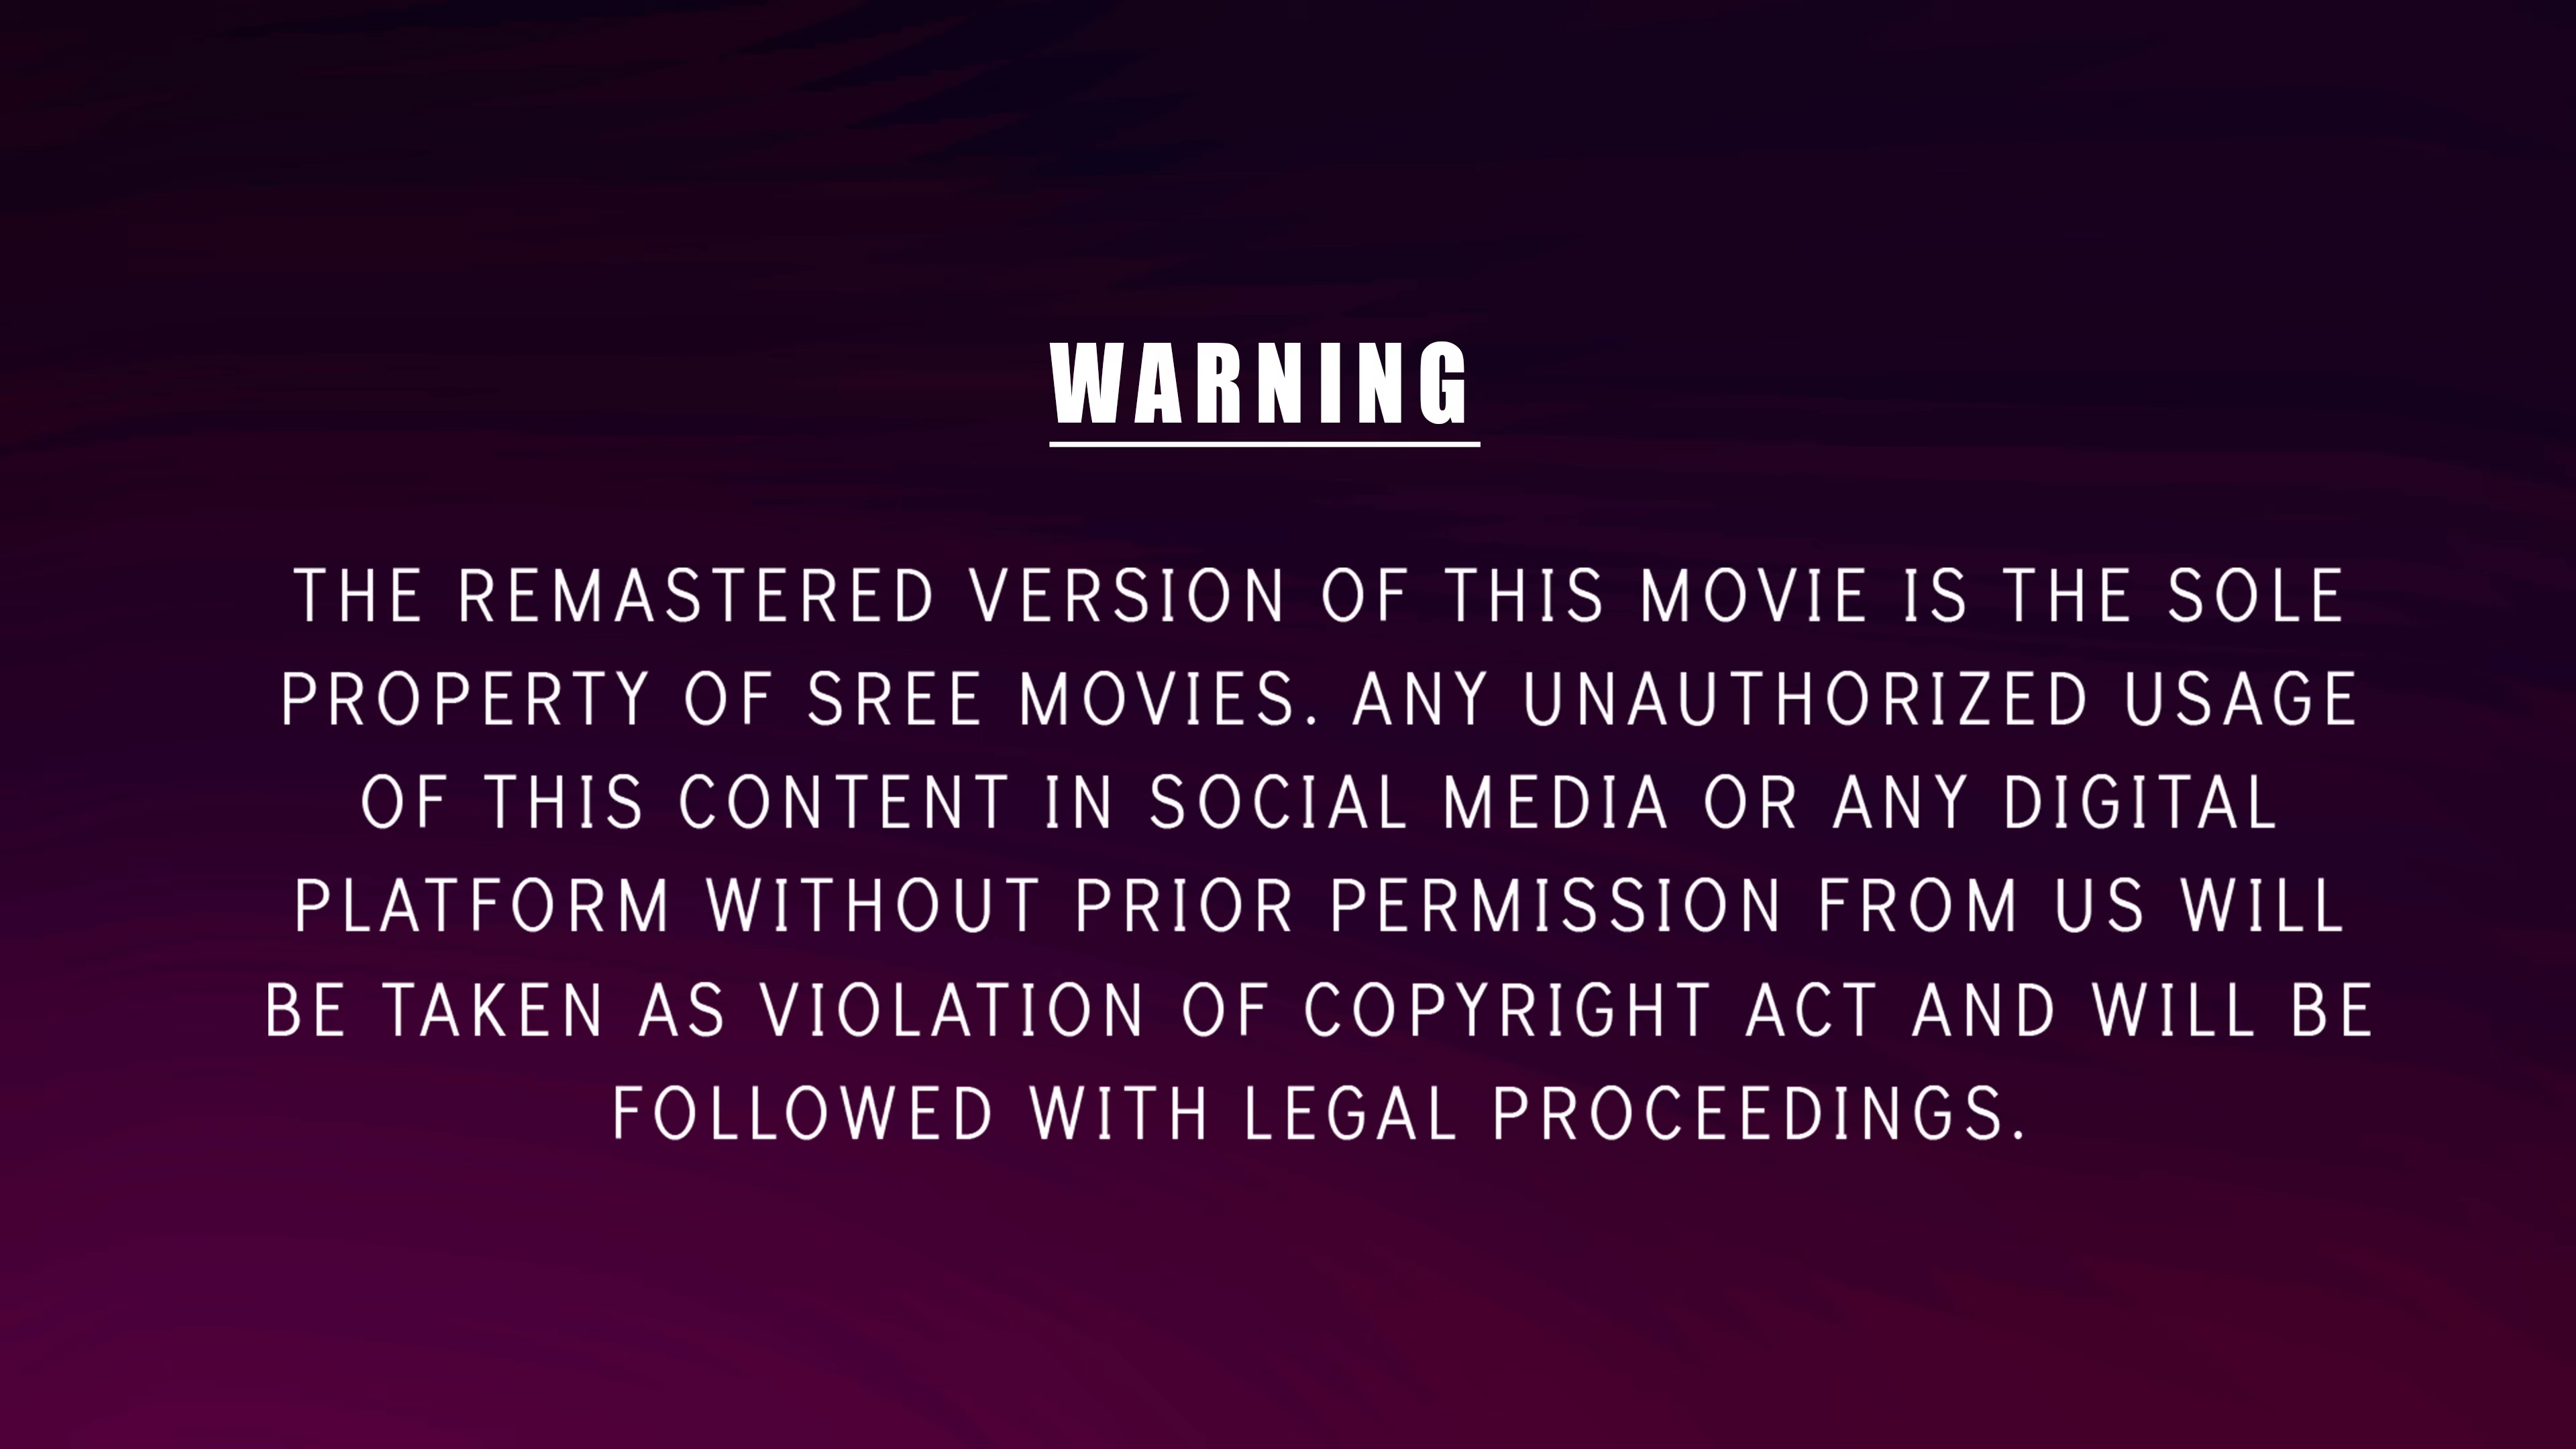 WARNING
THE REMASTERED VERSION OF THIS MOVIE IS THE SOLE
PROPERTY OF SREE MOVIES. ANY UNAUTHORIZED USAGE
OF THIS CONTENT IN SOCIAL MEDIA OR ANY DIGITAL
PLATFORM WITHOUT PRIOR PERMISSION FROM US WILL
BE TAKEN AS VIOLATION OF COPYRIGHT ACT AND WILL BE
FOLLOWED WITH LEGAL PROCEEDINGS.